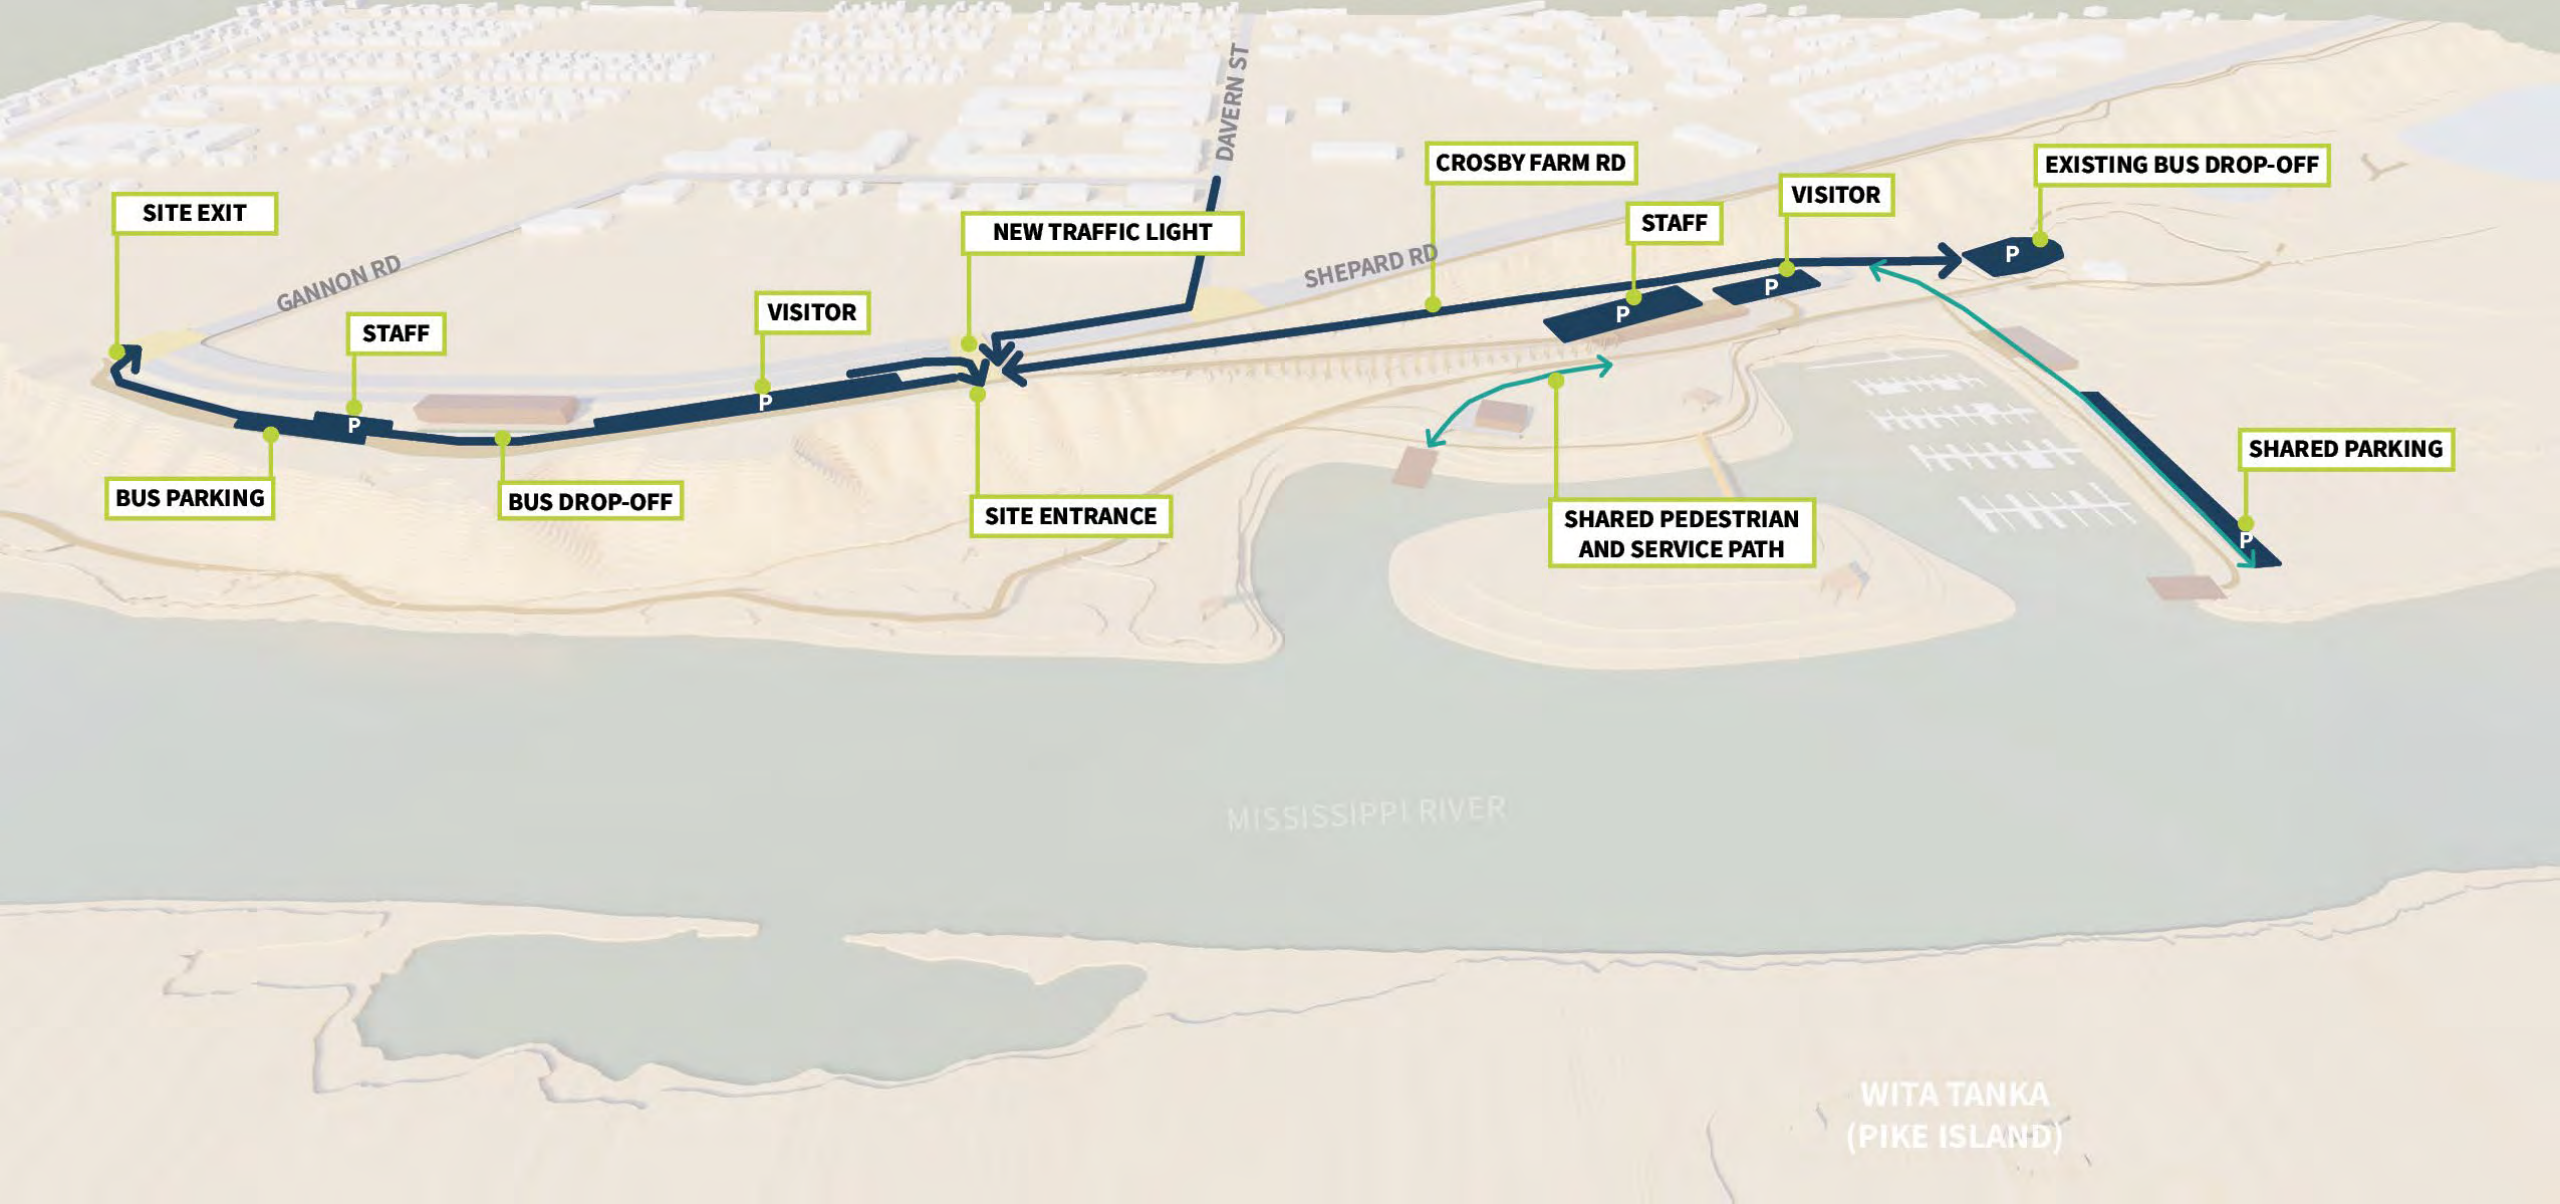 DAVERN ST
CROSBY FARM RD
EXISTING BUS DROP-OFF
VISITOR
SITE EXIT
STAFF
NEW TRAFFIC LIGHT
SHEPARD RD
GANNON RD
VISITOR
STAFF
P
P
P
P
P
SHARED PARKING
BUS PARKING
BUS DROP-OFF
SITE ENTRANCE
SHARED PEDESTRIAN
AND SERVICE PATH
P
MISSISSIPPI RIVER
WITA TANKA
(PIKE ISLAND)